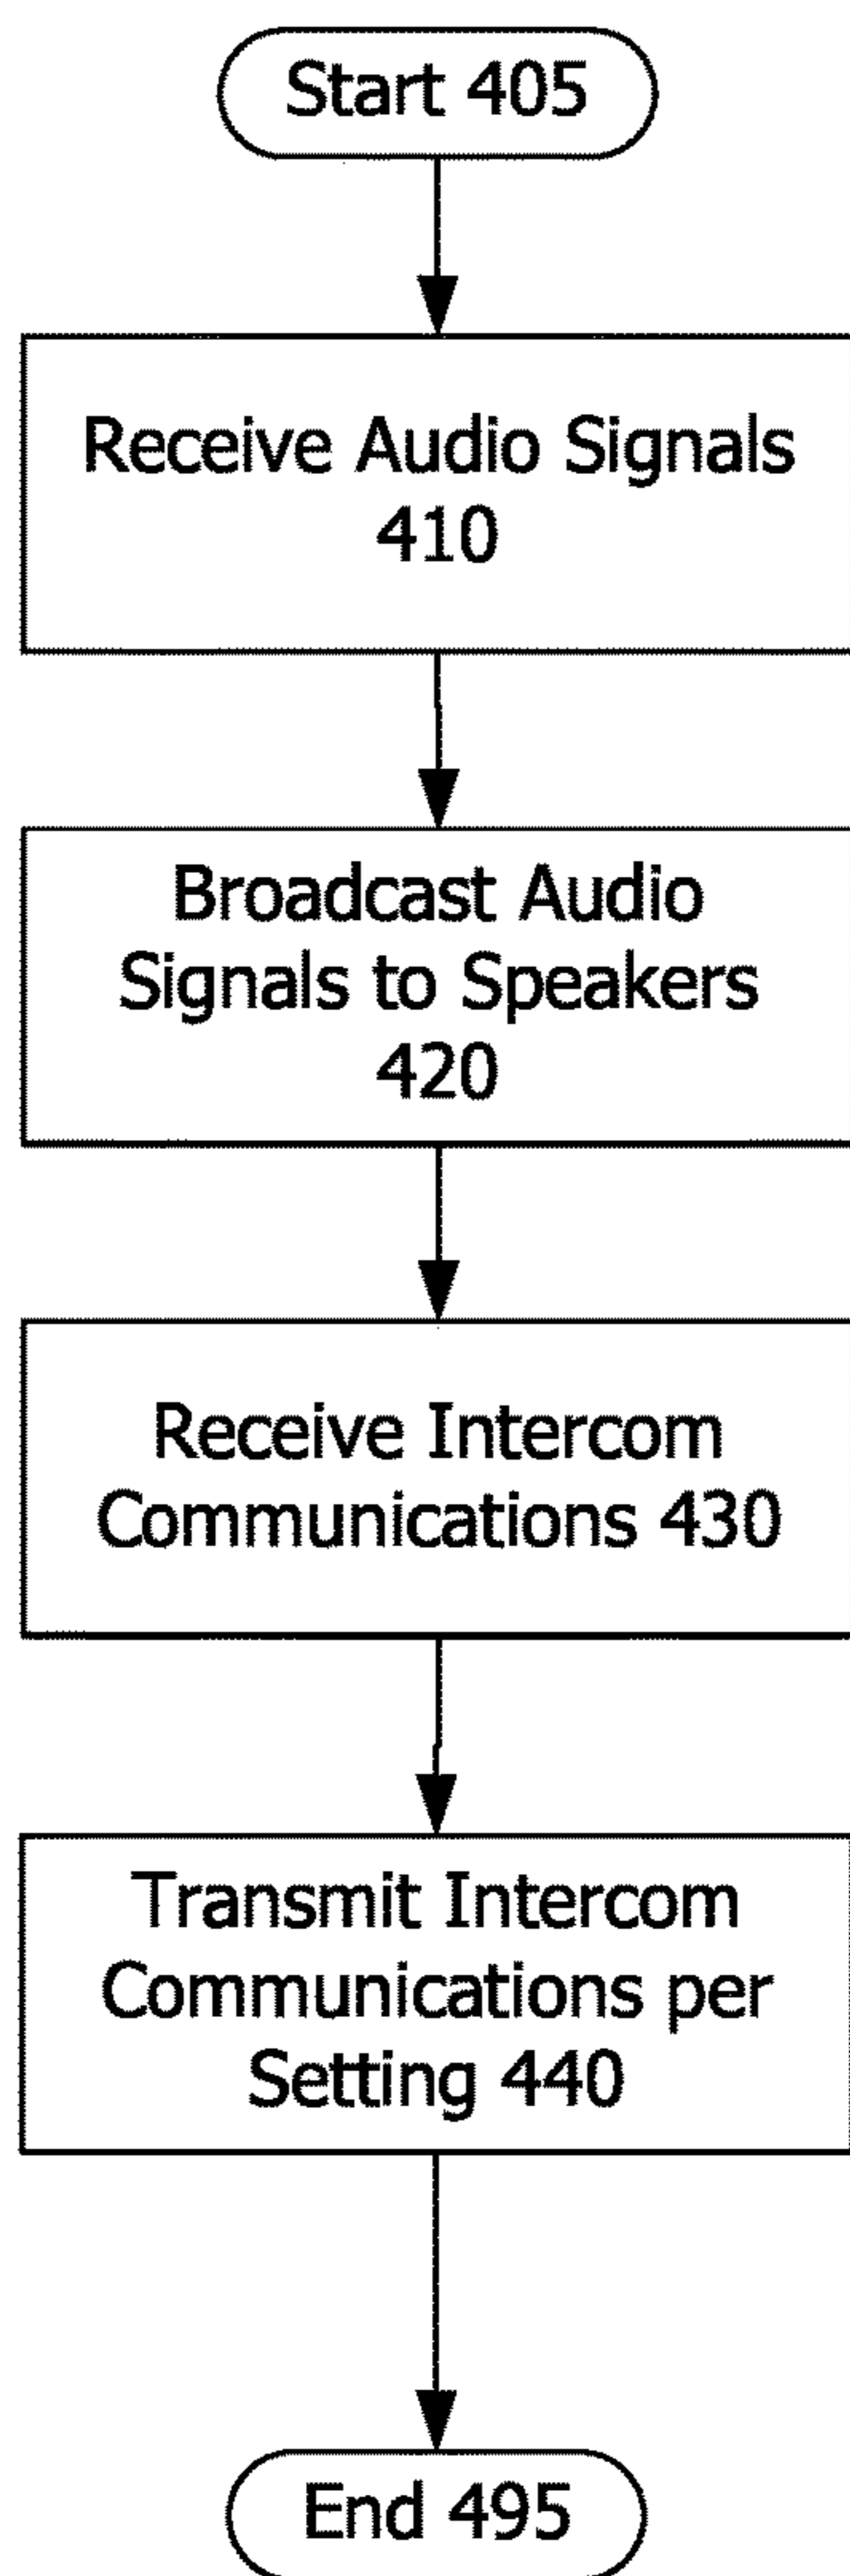 Start 405
Receive Audio Signals
410
Broadcast Audio
Signals to Speakers
420
Receive Intercom
Communications 430
Transmit Intercom
Communications per
Setting 440
End 495